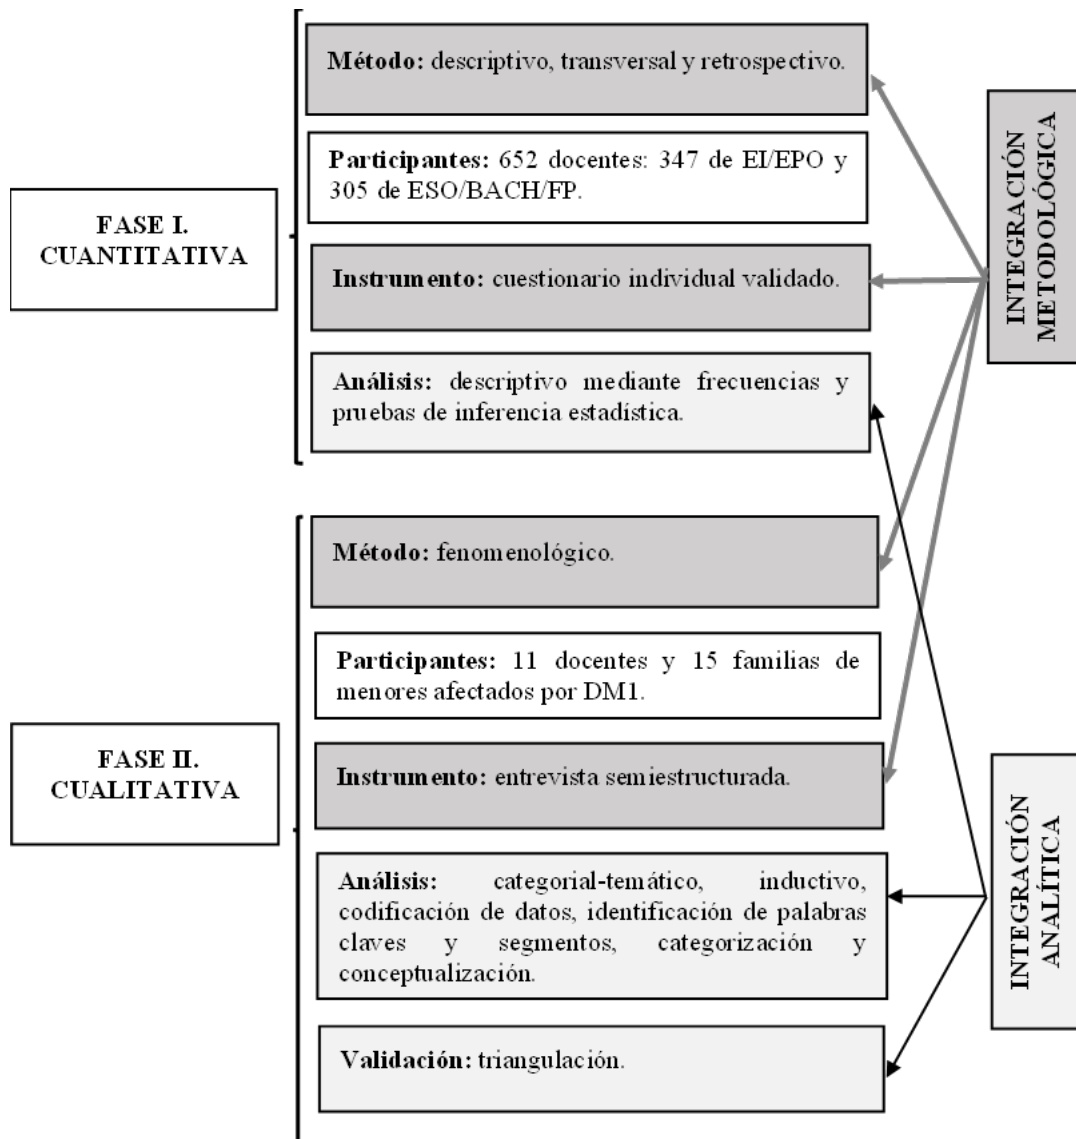 Método: descriptivo, transversal y retrospectivo.
Participantes: 652 docentes: 347 de EI/EPO y
305 de ESO/BACH/FP.
FASE I.
CUANTITATIVA
Instrumento: cuestionario individual validado.
Análisis: descriptivo mediante frecuencias y
pruebas de inferencia estadística.
INTEGRACIÓN
METODOLÓGICA
Método: fenomenológico.
Participantes: 11 docentes y 15 familias de
menores afectados por DM1.
FASE II.
CUALITATIVA
Instrumento: entrevista semiestructurada.
Análisis: categorial-temático, inductivo,
codificación de datos, identificación de palabras
claves y segmentos, categorización y
conceptualización.
Validación: triangulación.
INTEGRACIÓN
ANALÍTICA